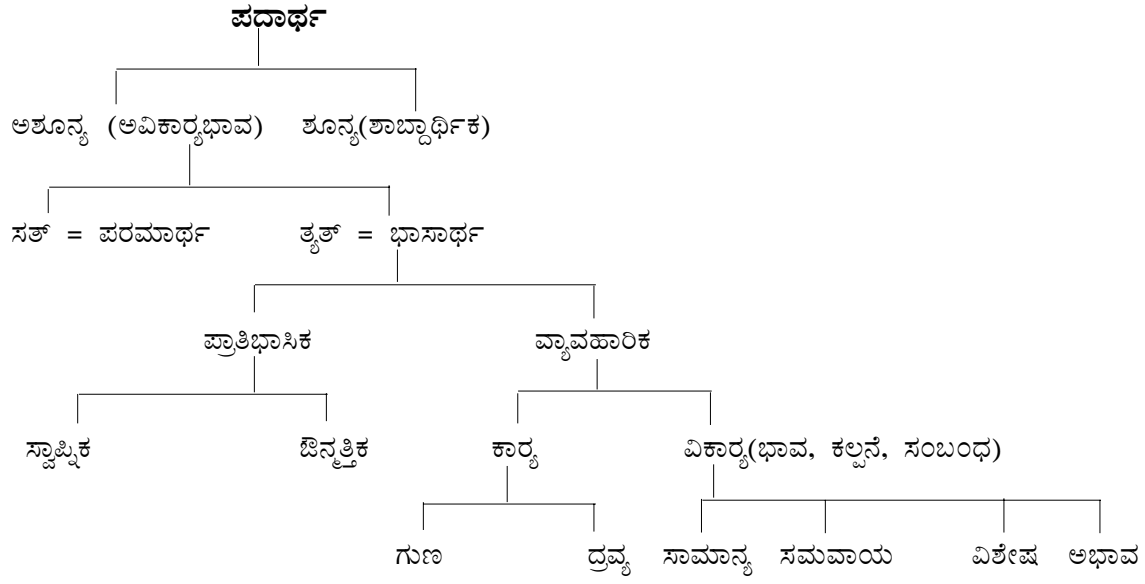 ಪದಾರ್ಥ
ಅಶೂನ್ಯ (ಅವಿಕಾರ‍್ಯಭಾವ) ಶೂನ್ಯ(ಶಾಬ್ದಾರ್ಥಿಕ)
ಸತ್ = ಪರಮಾರ್ಥ ತ್ಯತ್ = ಭಾಸಾರ್ಥ
ಪ್ರಾತಿಭಾಸಿಕ ವ್ಯಾವಹಾರಿಕ
ಸ್ವಾಪ್ನಿಕ ಔನ್ಮತ್ತಿಕ ಕಾರ‍್ಯ ವಿಕಾರ‍್ಯ(ಭಾವ, ಕಲ್ಪನೆ, ಸಂಬಂಧ)
ಗುಣ ದ್ರವ್ಯ ಸಾಮಾನ್ಯ ಸಮವಾಯ ವಿಶೇಷ ಅಭಾವ